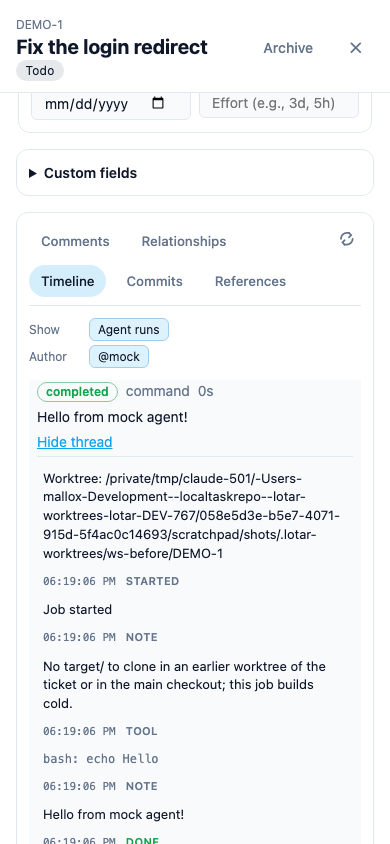 DEMO-1
Fix the login redirect
Archive
Todo
mm/dd/yyyy
Effort (e.g., 3d, 5h)
Custom fields
Comments
Relationships
Timeline
Commits
References
Show
Agent runs
Author
@mock
completed command 0s
Hello from mock agent!
Hide thread
Worktree: /private/tmp/claude-501/-Users-
mallox-Development--localtaskrepo--lotar-
worktrees-lotar-DEV-767/058e5d3e-b5e7-4071-
915d-5f4ac0c14693/scratchpad/shots/.lotar-
worktrees/ws-before/DEMO-1
06:19:06 PM STARTED
Job started
06:19:06 PM NOTE
No target/ to clone in an earlier worktree of the
ticket or in the main checkout; this job builds
cold.
06:19:06 PM TOOL
bash: echo Hello
06:19:06 PM NOTE
Hello from mock agent!
06:19:06 PM DONE